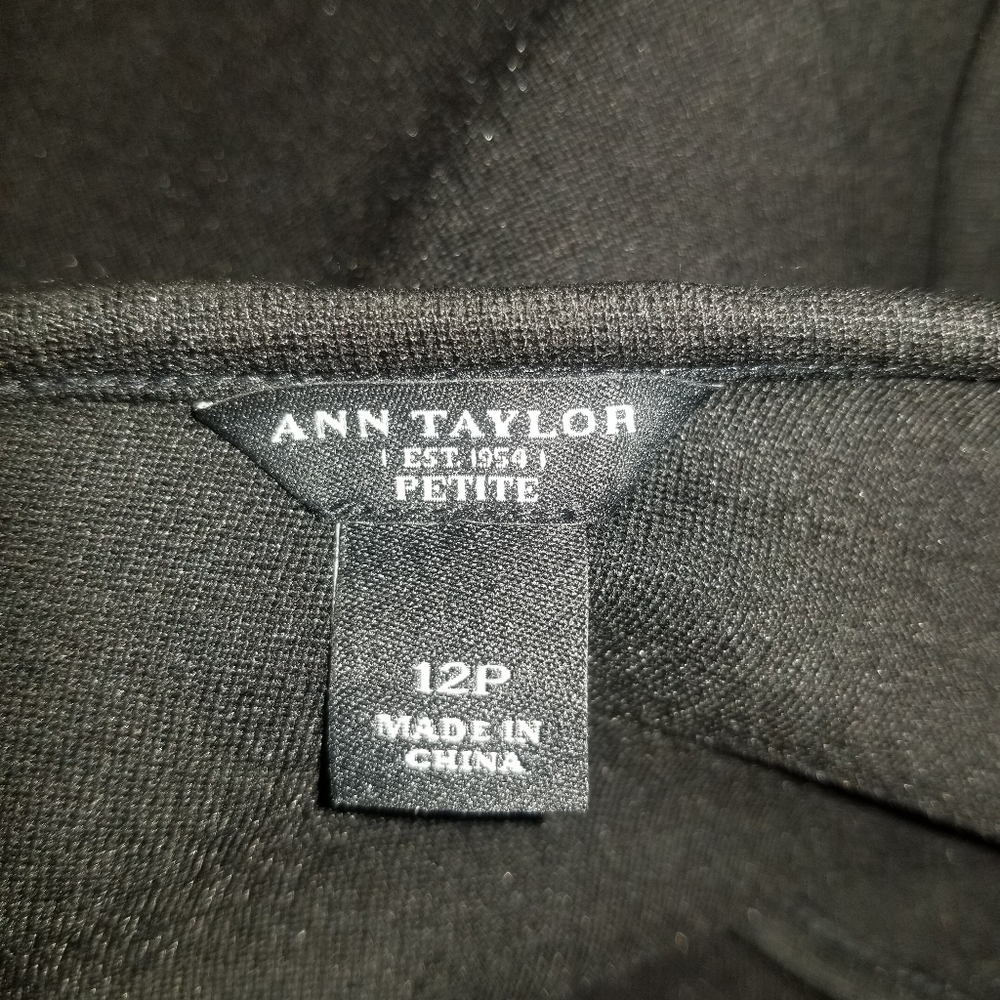 ANN TAYLOR
EST. 1954
PETITE
12P
MADE IN
CHINA